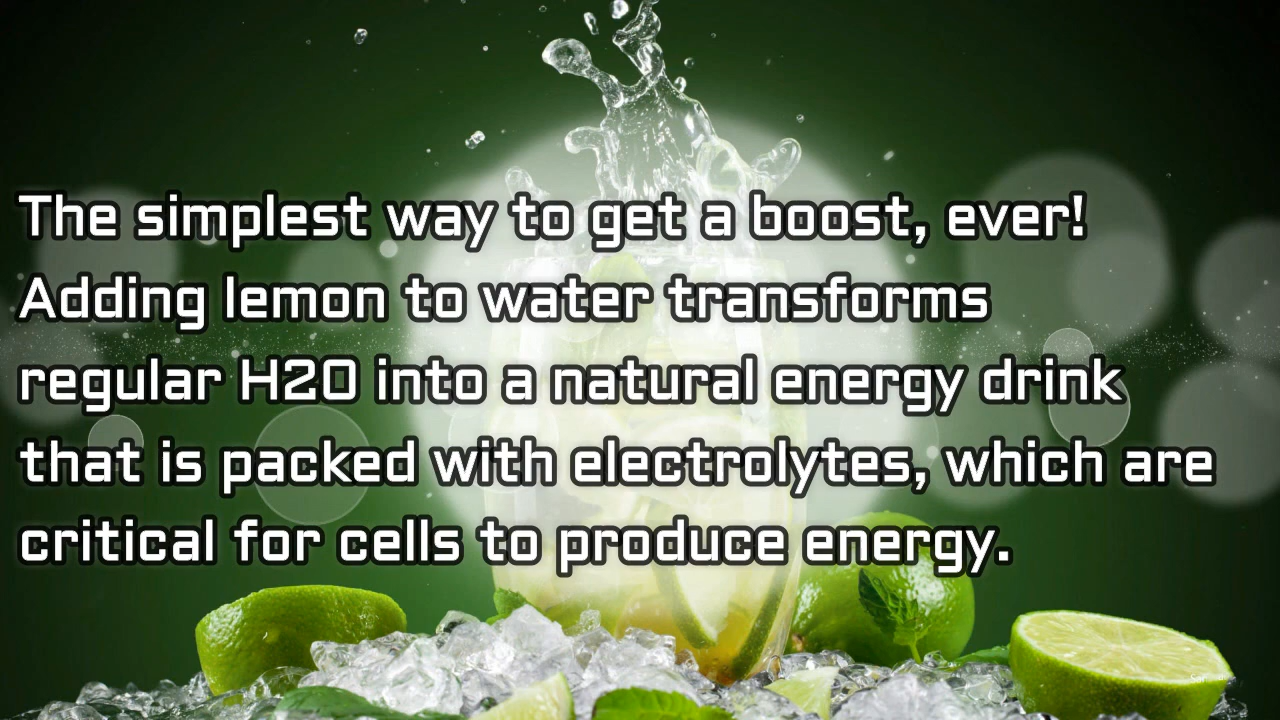 The simplest way to get a boost, ever!
Adding lemon to water transforms
regular H2O into a natural energy drink
that is packed with electrolytes, which are
critical for cells to produce energy.